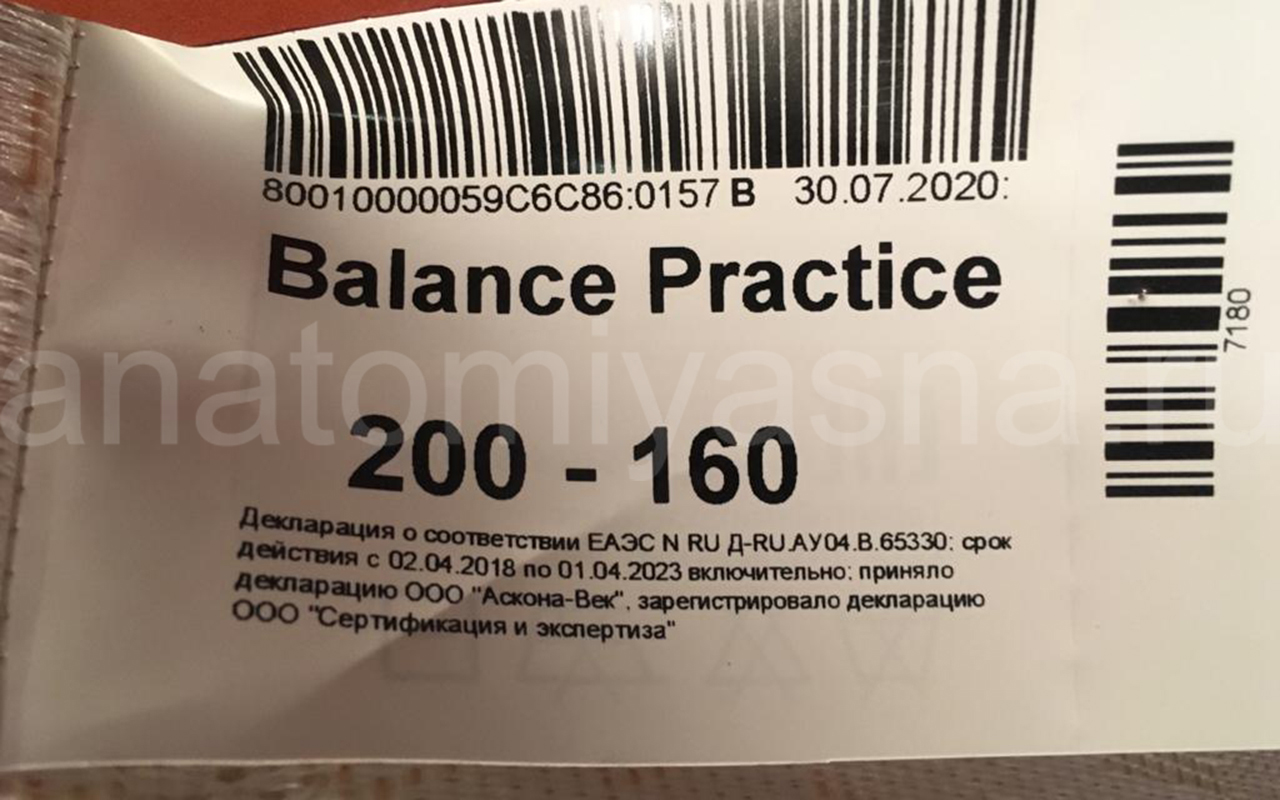 80010000059C6C86:0157 B 30.07.2020:
Balance Practice
7180
anatomiyasna.ru
200 - 160
Декларация о соответствии ЕАЭС N RU Д-RU.АУ04.В.65330: срок
действия с 02.04.2018 по 01.04.2023 включительно: приняло
декларацию ООО "Аскона-Век", зарегистрировало декларацию
ООО "Сертификация и экспертиза"